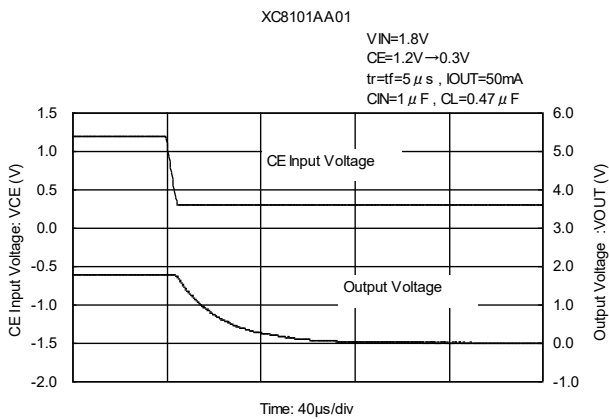 XC8101AA01
VIN=1.8V
CE=1.2V→0.3V
tr=tf=5μs , IOUT=50mA
CIN=1μF , CL=0.47μF
CE Input Voltage: VCE (V)
1.5
1.0
0.5
0.0
-0.5
-1.0
-1.5
-2.0
CE Input Voltage
Output Voltage
6.0
5.0
4.0
3.0
2.0
1.0
0.0
-1.0
Output Voltage :VOUT (V)
Time: 40μs/div